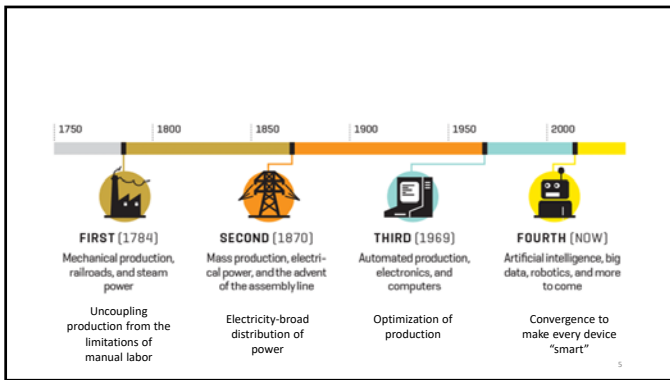 1750
1800
1850
1900
1950
2000
FIRST (1784)
Mechanical production,
railroads, and steam
power
Uncoupling
production from the
limitations of
manual labor
SECOND (1870)
Mass production, electri-
cal power, and the advent
of the assembly line
Electricity-broad
distribution of
power
THIRD (1969)
Automated production,
electronics, and
computers
Optimization of
production
FOURTH (NOW)
Artificial intelligence, big
data, robotics, and more
to come
Convergence to
make every device
“smart”
5